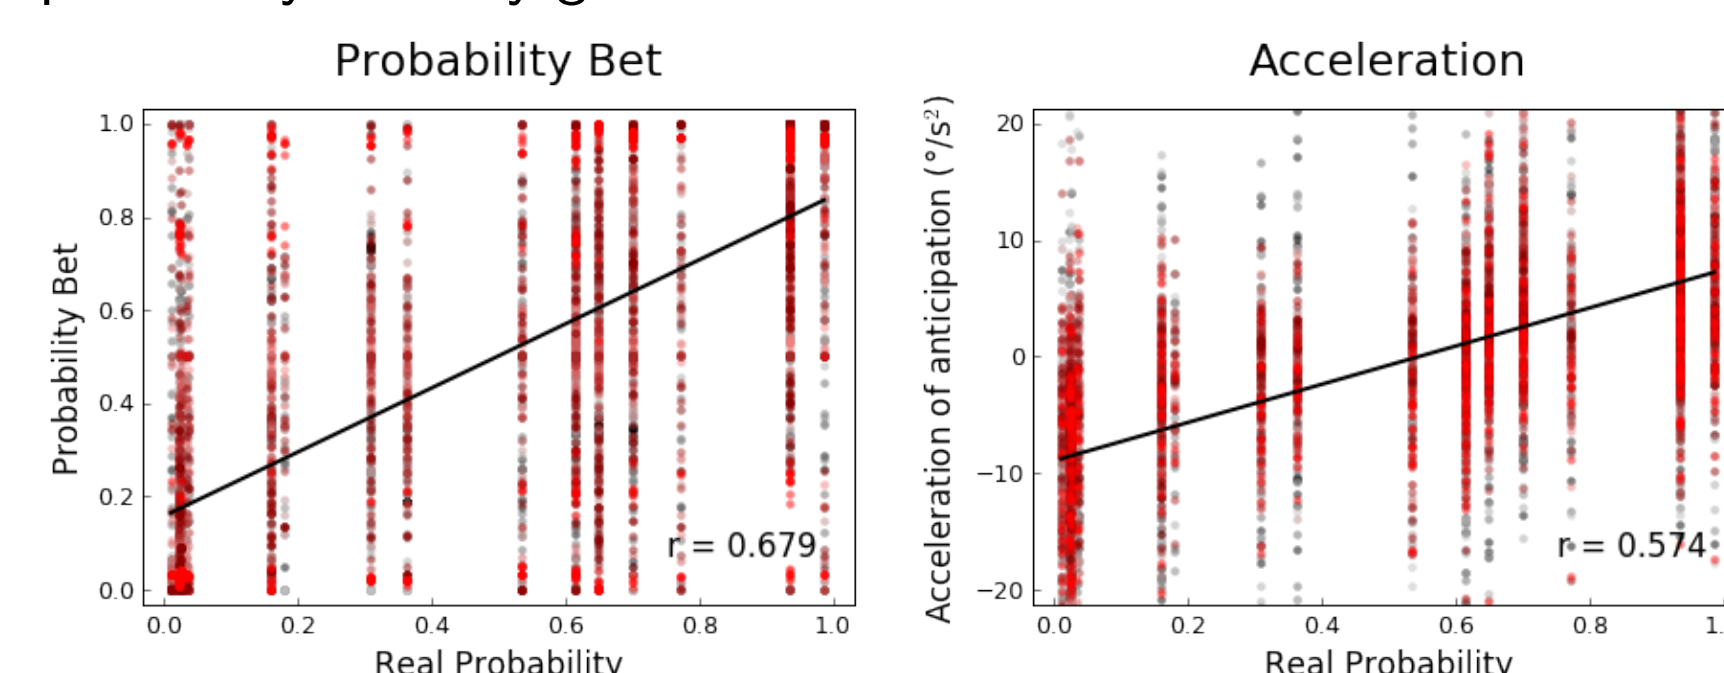 Probability Bet
1.0
0.8
0.6
0.4
0.2
0.0
Probability Bet
r = 0.679
0.0 0.2 0.4 0.6 0.8 1.0
Real Probability
Acceleration
20
10
0
−10
−20
Acceleration of anticipation (°/s²)
r = 0.574
0.0 0.2 0.4 0.6 0.8 1.
Real Probability